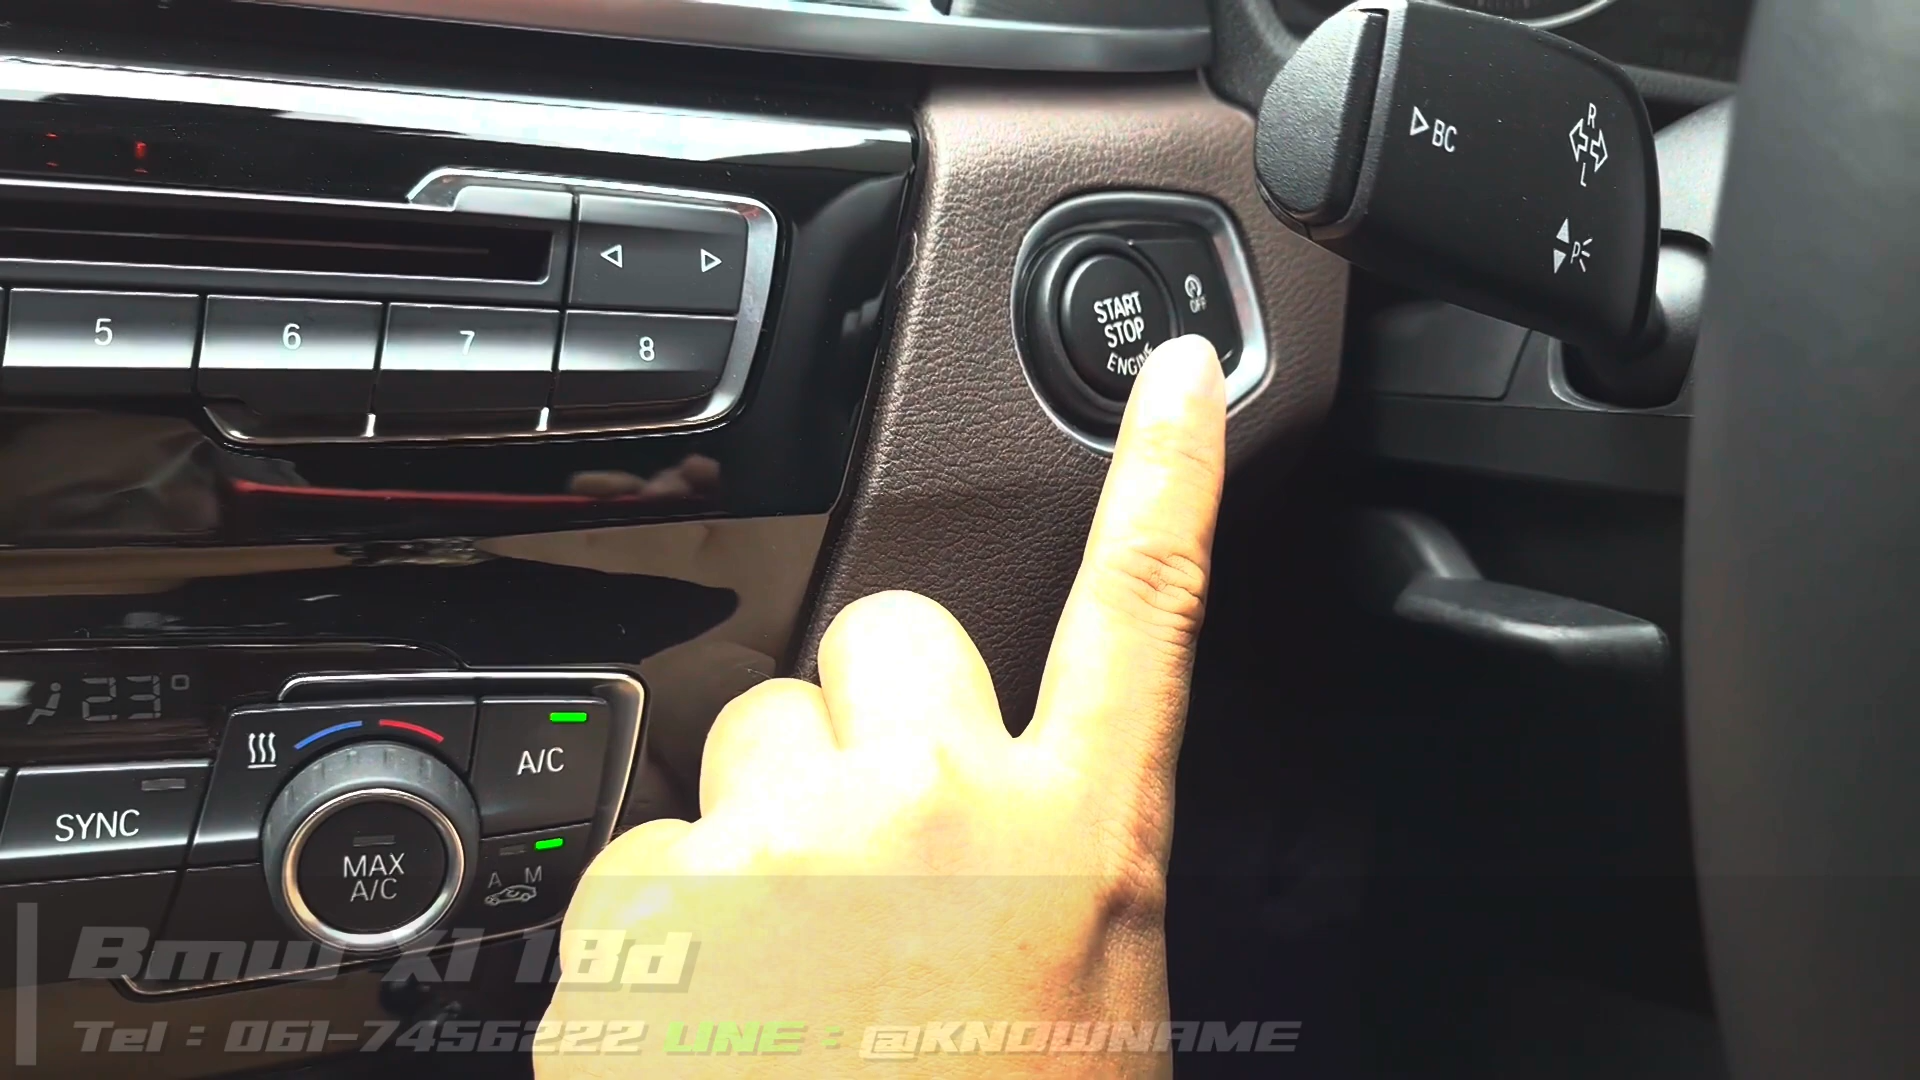 BC
R
L
P
START
STOP
ENGINE
OFF
5 6 7 8
23°
A/C
SYNC
MAX
A/C
A M
Bmw X1 18d
Tel : 061-7456222 LINE : @KNOWNAME